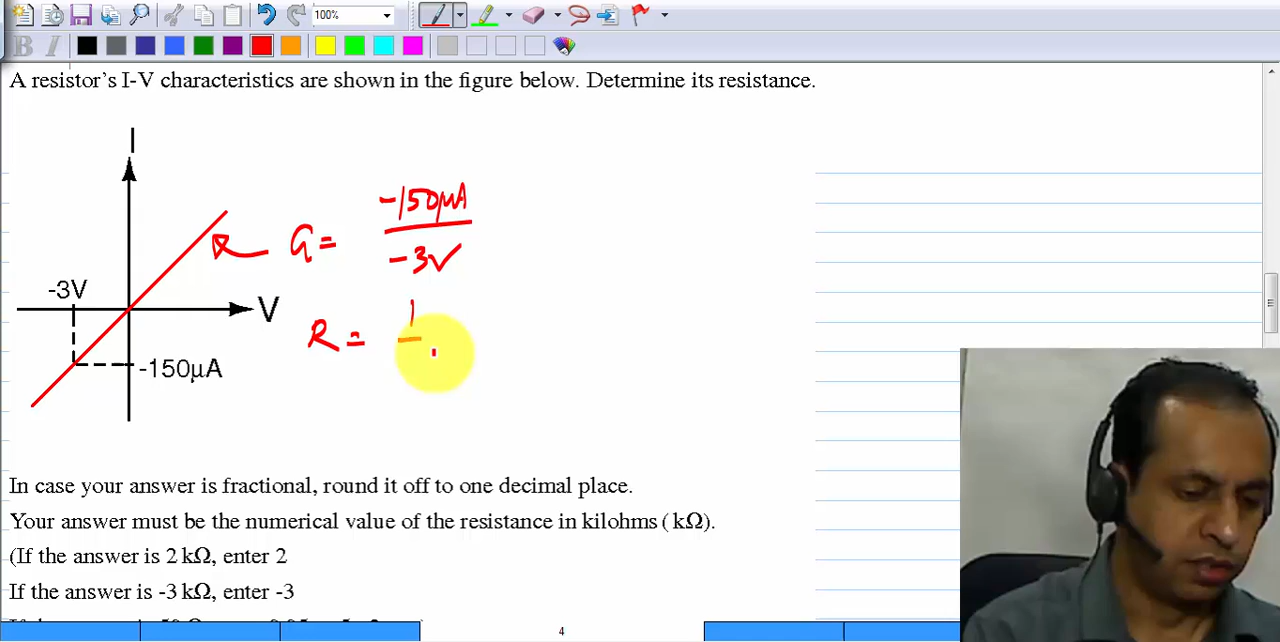 100%
B I
A resistor's I-V characteristics are shown in the figure below. Determine its resistance.
I
-150μA
G =
-3V
-3V
V
R = 1
-150μA
In case your answer is fractional, round it off to one decimal place.
Your answer must be the numerical value of the resistance in kilohms ( kΩ).
(If the answer is 2 kΩ, enter 2
If the answer is -3 kΩ, enter -3
4